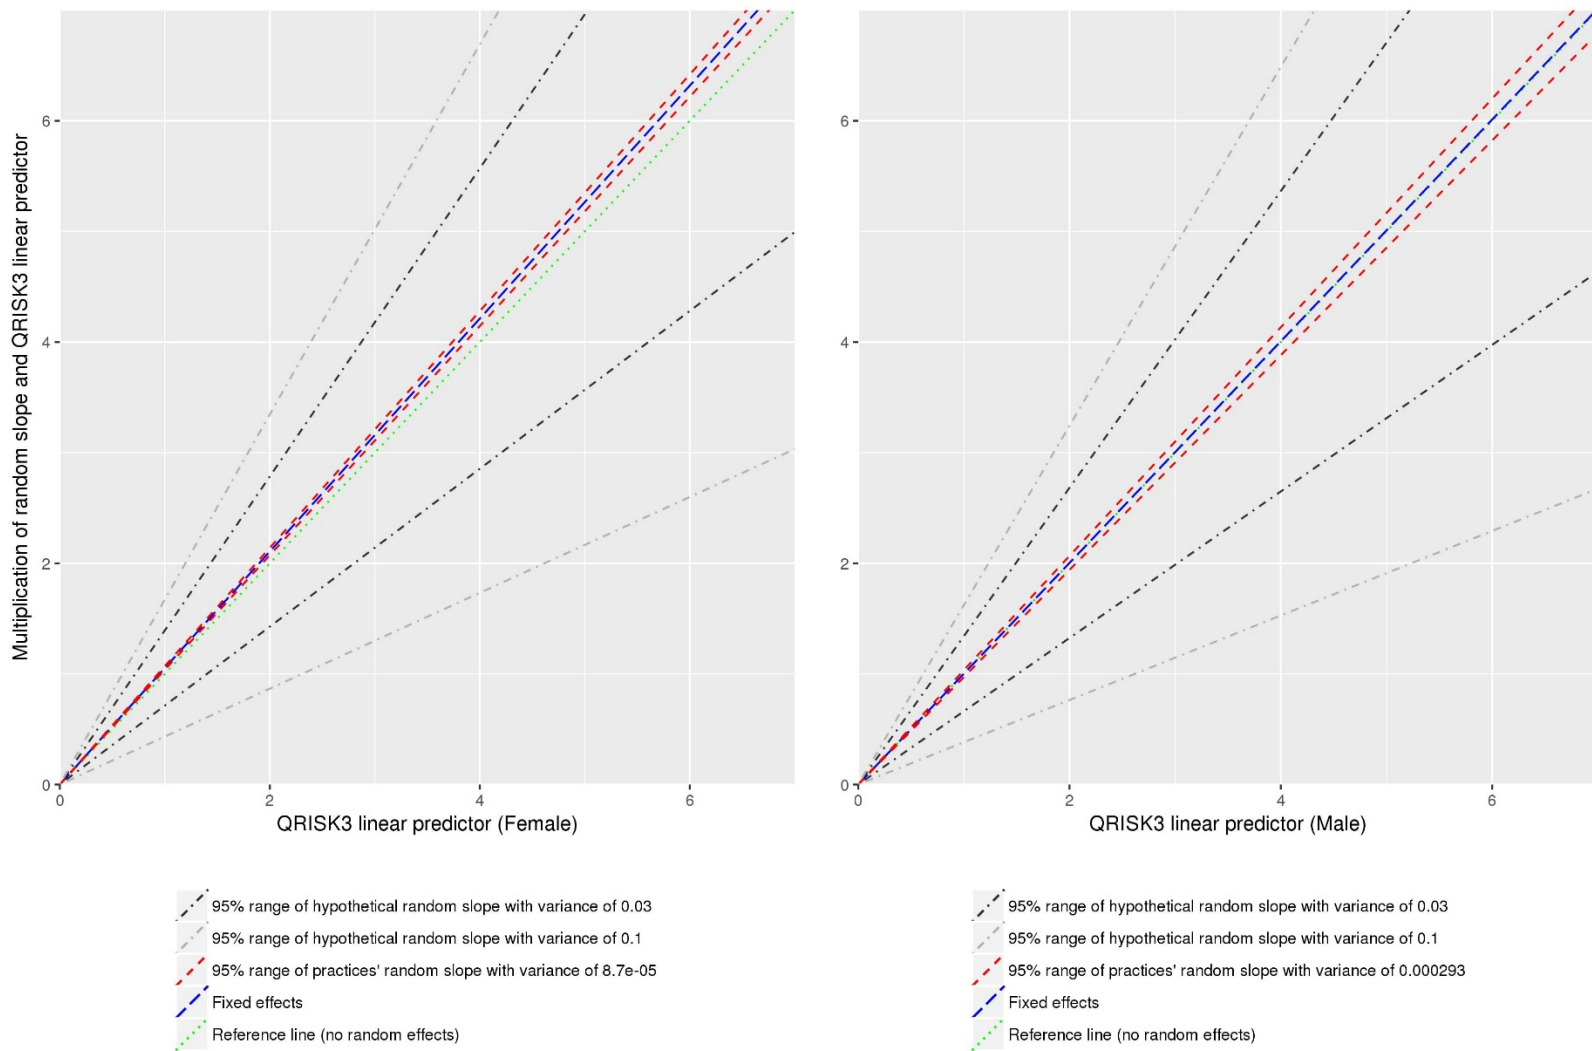 Multiplication of random slope and QRISK3 linear predictor
6
4
2
0
0 2 4 6
QRISK3 linear predictor (Female)
95% range of hypothetical random slope with variance of 0.03
95% range of hypothetical random slope with variance of 0.1
95% range of practices' random slope with variance of 8.7e-05
Fixed effects
Reference line (no random effects)
6
4
2
0
0 2 4 6
QRISK3 linear predictor (Male)
95% range of hypothetical random slope with variance of 0.03
95% range of hypothetical random slope with variance of 0.1
95% range of practices' random slope with variance of 0.000293
Fixed effects
Reference line (no random effects)